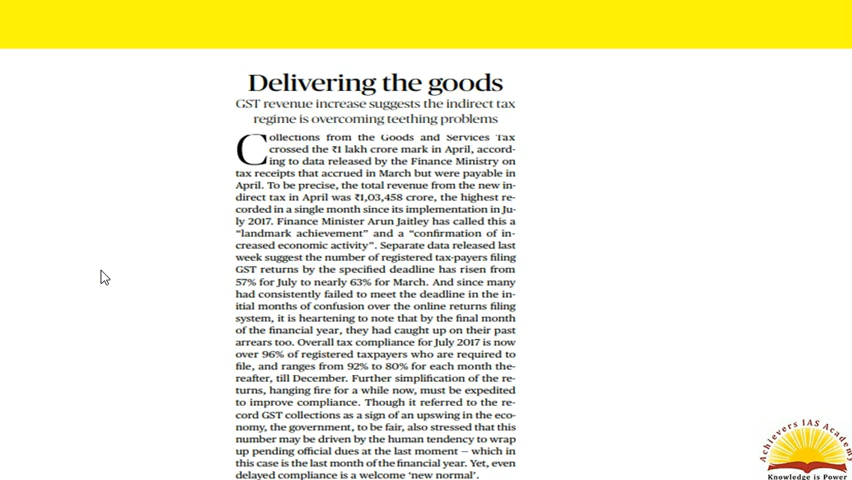 Delivering the goods
GST revenue increase suggests the indirect tax
regime is overcoming teething problems
Collections from the Goods and Services Tax
crossed the ₹1 lakh crore mark in April, accord-
ing to data released by the Finance Ministry on
tax receipts that accrued in March but were payable in
April. To be precise, the total revenue from the new in-
direct tax in April was ₹1,03,458 crore, the highest re-
corded in a single month since its implementation in Ju-
ly 2017. Finance Minister Arun Jaitley has called this a
“landmark achievement” and a “confirmation of in-
creased economic activity”. Separate data released last
week suggest the number of registered tax-payers filing
GST returns by the specified deadline has risen from
57% for July to nearly 63% for March. And since many
had consistently failed to meet the deadline in the in-
itial months of confusion over the online returns filing
system, it is heartening to note that by the final month
of the financial year, they had caught up on their past
arrears too. Overall tax compliance for July 2017 is now
over 96% of registered taxpayers who are required to
file, and ranges from 92% to 80% for each month the-
reafter, till December. Further simplification of the re-
turns, hanging fire for a while now, must be expedited
to improve compliance. Though it referred to the re-
cord GST collections as a sign of an upswing in the eco-
nomy, the government, to be fair, also stressed that this
number may be driven by the human tendency to wrap
up pending official dues at the last moment — which in
this case is the last month of the financial year. Yet, even
delayed compliance is a welcome ‘new normal’.
Achievers IAS Academy
Knowledge is Power